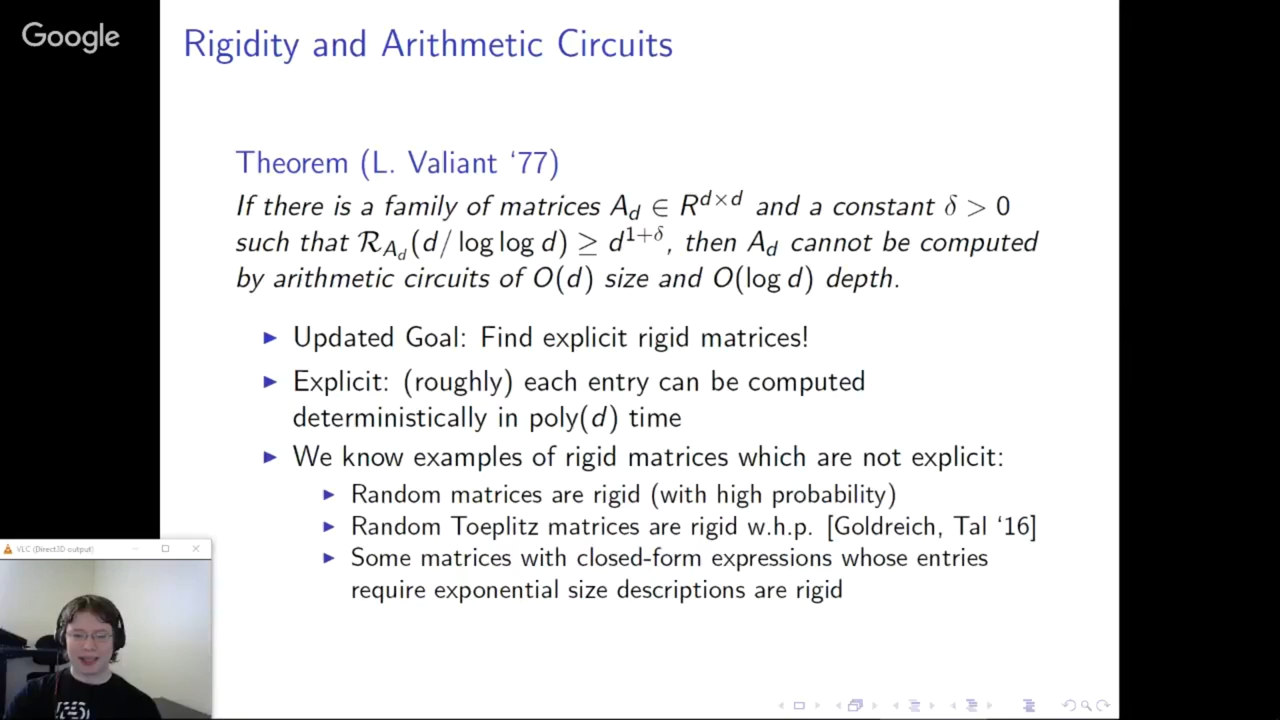 Google
Rigidity and Arithmetic Circuits
Theorem (L. Valiant ‘77)
If there is a family of matrices A_d ∈ R^{d×d} and a constant δ > 0
such that R_{A_d}(d/ log log d) ≥ d^{1+δ}, then A_d cannot be computed
by arithmetic circuits of O(d) size and O(log d) depth.
▶ Updated Goal: Find explicit rigid matrices!
▶ Explicit: (roughly) each entry can be computed
deterministically in poly(d) time
▶ We know examples of rigid matrices which are not explicit:
▶ Random matrices are rigid (with high probability)
▶ Random Toeplitz matrices are rigid w.h.p. [Goldreich, Tal ‘16]
▶ Some matrices with closed-form expressions whose entries
require exponential size descriptions are rigid
VLC (Direct3D output)